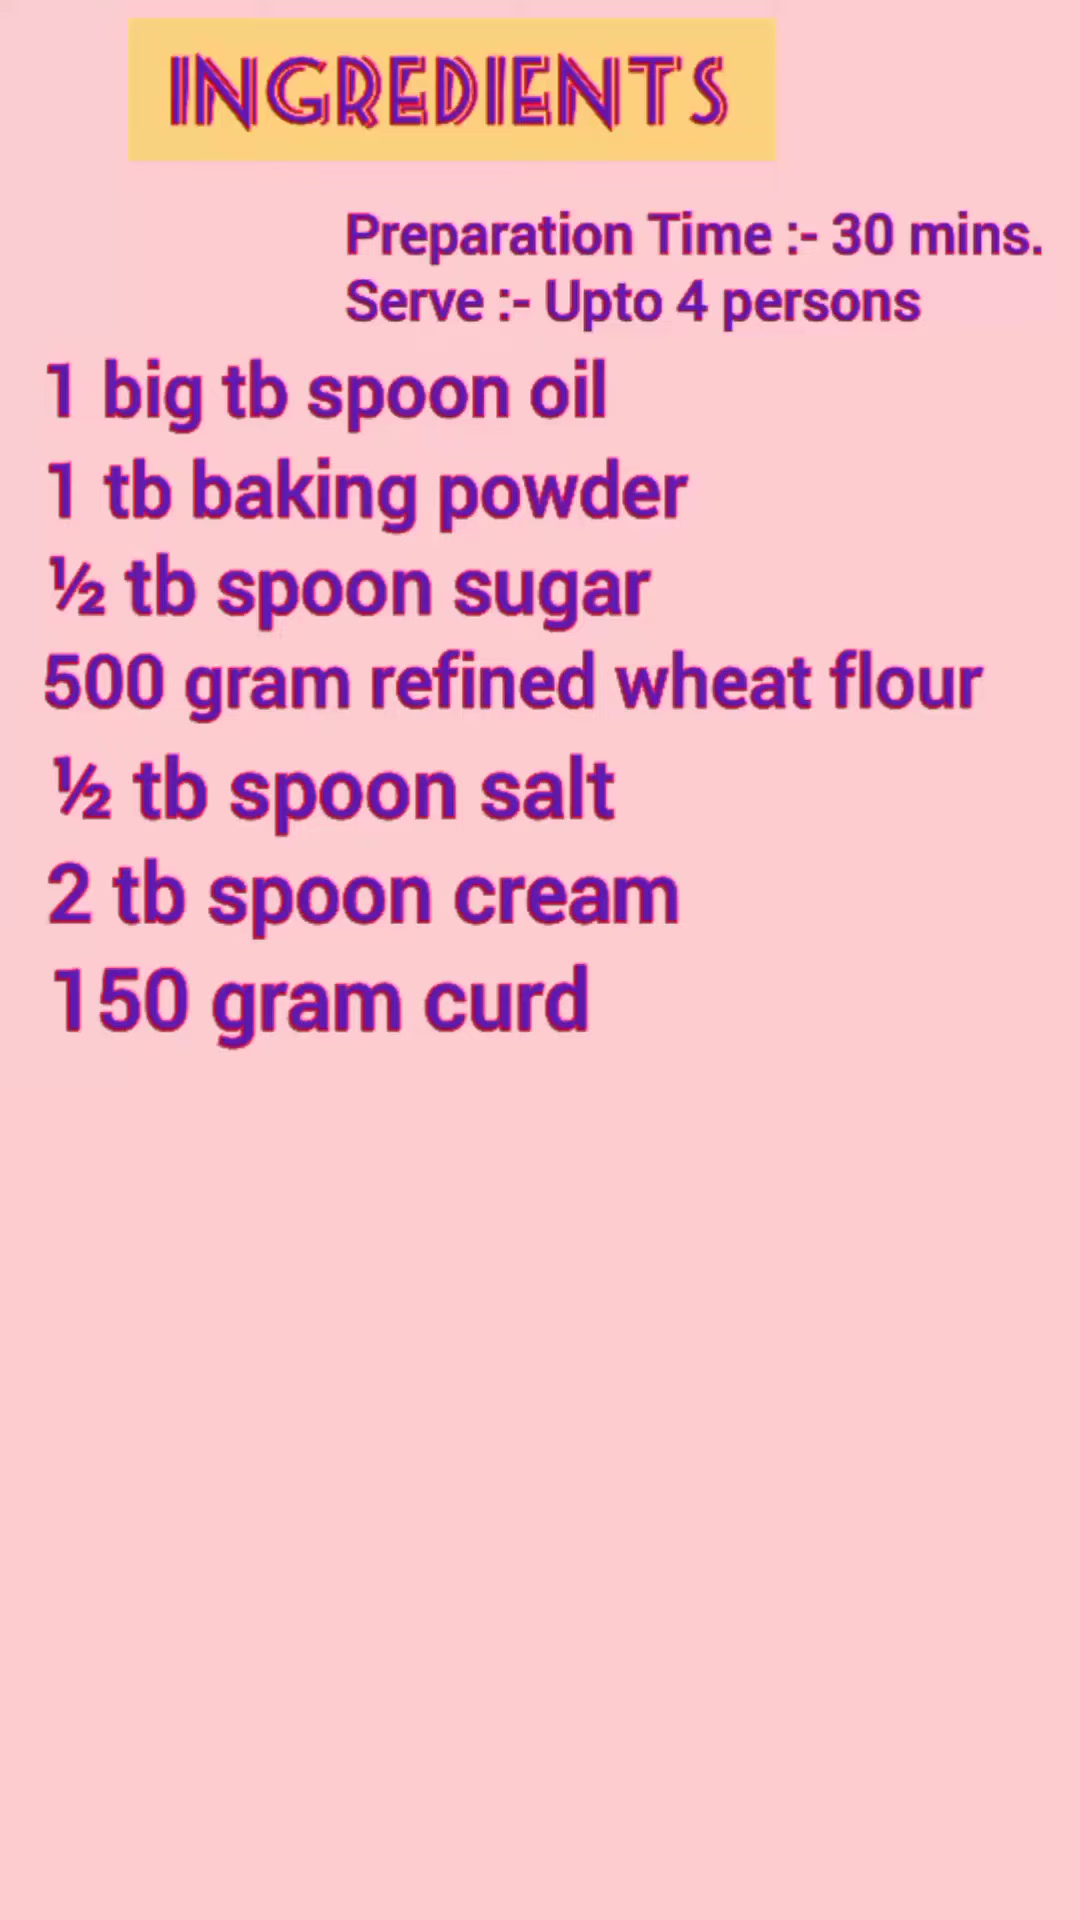 INGREDIENTS
Preparation Time :- 30 mins.
Serve :- Upto 4 persons
1 big tb spoon oil
1 tb baking powder
½ tb spoon sugar
500 gram refined wheat flour
½ tb spoon salt
2 tb spoon cream
150 gram curd